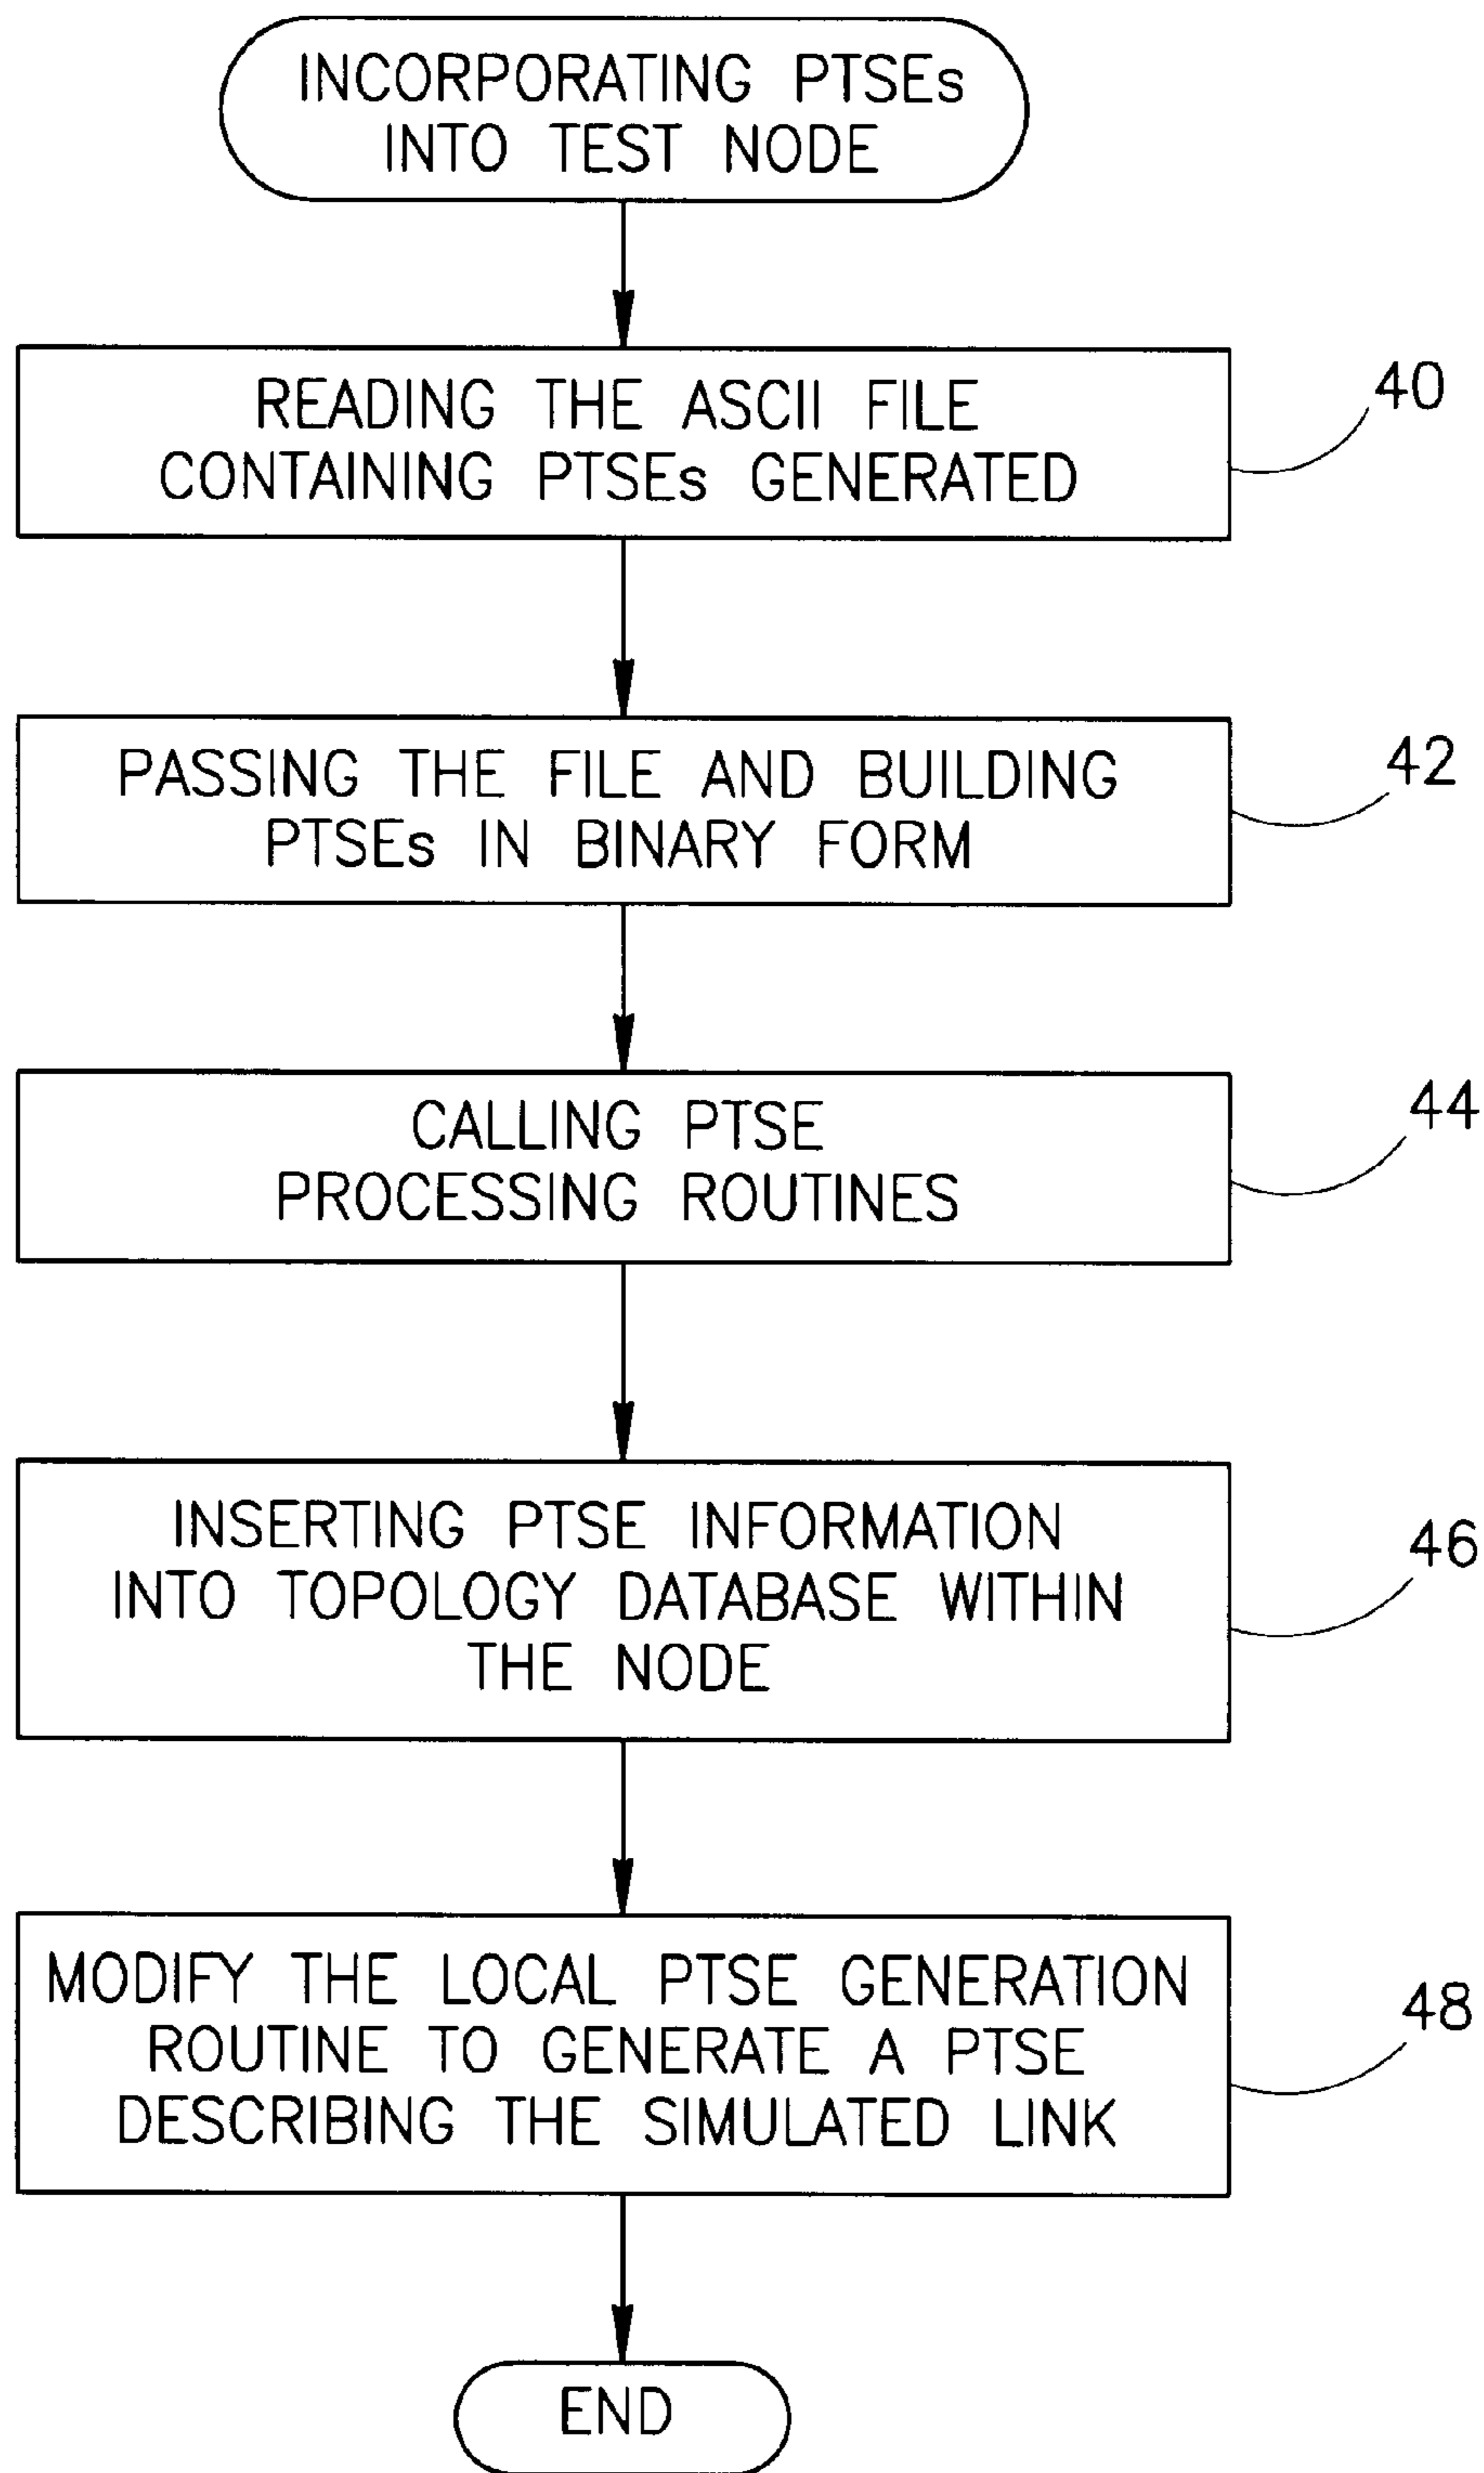 INCORPORATING PTSEs
INTO TEST NODE
READING THE ASCII FILE
CONTAINING PTSEs GENERATED
40
PASSING THE FILE AND BUILDING
PTSEs IN BINARY FORM
42
CALLING PTSE
PROCESSING ROUTINES
44
INSERTING PTSE INFORMATION
INTO TOPOLOGY DATABASE WITHIN
THE NODE
46
MODIFY THE LOCAL PTSE GENERATION
ROUTINE TO GENERATE A PTSE
DESCRIBING THE SIMULATED LINK
48
END